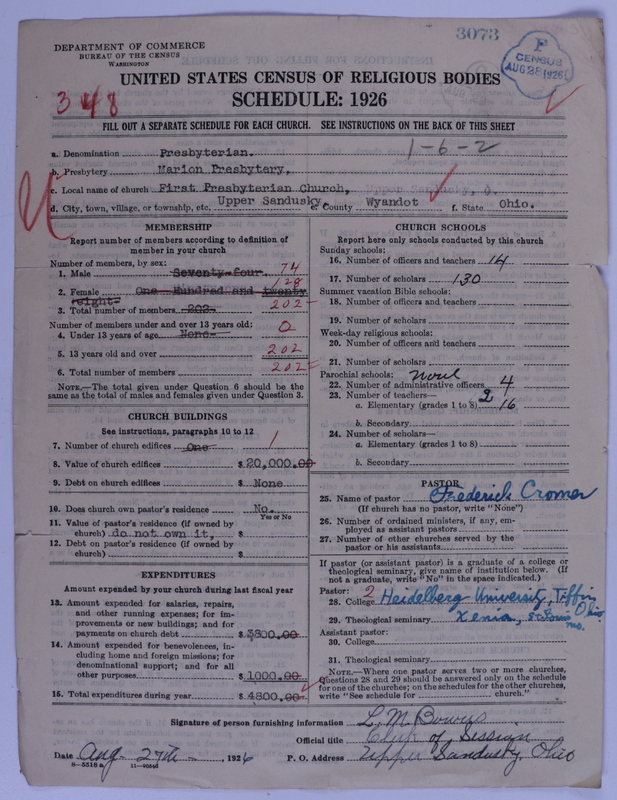 3073
DEPARTMENT OF COMMERCE
BUREAU OF THE CENSUS
WASHINGTON
F
CENSUS
AUG 28 1926
UNITED STATES CENSUS OF RELIGIOUS BODIES
348
SCHEDULE: 1926
FILL OUT A SEPARATE SCHEDULE FOR EACH CHURCH. SEE INSTRUCTIONS ON THE BACK OF THIS SHEET
1-6-2
a. Denomination Presbyterian.
b. Presbytery Marion Presbytery,
c. Local name of church First Presbyterian Church, Upper Sandusky, O.
d. City, town, village, or township, etc. Upper Sandusky, e. County Wyandot f. State Ohio.
MEMBERSHIP
Report number of members according to definition of
member in your church.
Number of members, by sex:
1. Male Seventy-four. 74
128
2. Female One Hundred and twenty
eight-
3. Total number of members 202- 202-
Number of members under and over 13 years old:
4. Under 13 years of age None- 0
5. 13 years old and over 202
6. Total number of members 202=
NOTE.—The total given under Question 6 should be the
same as the total of males and females given under Question 3.
CHURCH BUILDINGS
See instructions, paragraphs 10 to 12
7. Number of church edifices One 1
8. Value of church edifices $ 20,000.00
9. Debt on church edifices $ None
10. Does church own pastor's residence No.
Yes or No
11. Value of pastor's residence (if owned by
church) do not own it, $
12. Debt on pastor's residence (if owned by
church) $
EXPENDITURES
Amount expended by your church during last fiscal year
13. Amount expended for salaries, repairs,
and other running expenses; for im-
provements or new buildings; and for
payments on church debt $ 3800.00
14. Amount expended for benevolences, in-
cluding home and foreign missions; for
denominational support; and for all
other purposes $ 1000.00
15. Total expenditures during year $ 4800.00
CHURCH SCHOOLS
Report here only schools conducted by this church
Sunday schools:
16. Number of officers and teachers 14
17. Number of scholars 130
Summer vacation Bible schools:
18. Number of officers and teachers
19. Number of scholars
Week-day religious schools:
20. Number of officers and teachers
21. Number of scholars
Parochial schools:
22. Number of administrative officers 4
23. Number of teachers—
2
a. Elementary (grades 1 to 8) 16
b. Secondary
24. Number of scholars—
a. Elementary (grades 1 to 8)
b. Secondary
PASTOR
25. Name of pastor Frederick Cromer
(If church has no pastor, write "None")
26. Number of ordained ministers, if any, em-
ployed as assistant pastors
27. Number of other churches served by the
pastor or his assistants
If pastor (or assistant pastor) is a graduate of a college or
theological seminary, give name of institution below. (If
not a graduate, write "No" in the space indicated.)
Pastor: 2
28. College Heidelberg University, Tiffin Ohio
29. Theological seminary Xenia, St Louis Mo.
Assistant pastor:
30. College
31. Theological seminary
NOTE.—Where one pastor serves two or more churches,
Questions 28 and 29 should be answered only on the schedule
for one of the churches; on the schedules for the other churches,
write "See schedule for church."
Signature of person furnishing information L. M. Bowers
Official title Clerk of Session
Date Aug- 27th-, 1926 P. O. Address Upper Sandusky, Ohio
8-5318a